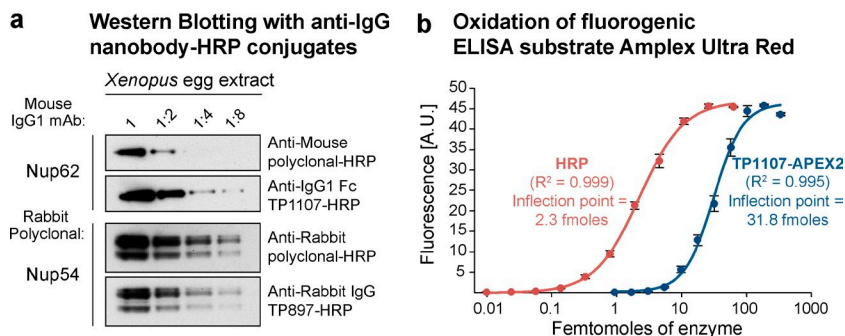 a
Western Blotting with anti-IgG
nanobody-HRP conjugates
Xenopus egg extract
Mouse
IgG1 mAb:
1
1:2
1:4
1:8
Nup62
Anti-Mouse
polyclonal-HRP
Anti-IgG1 Fc
TP1107-HRP
Rabbit
Polyclonal:
Nup54
Anti-Rabbit
polyclonal-HRP
Anti-Rabbit IgG
TP897-HRP
b
Oxidation of fluorogenic
ELISA substrate Amplex Ultra Red
Fluorescence [A.U.]
50
45
40
35
30
25
20
15
10
5
HRP
(R² = 0.999)
Inflection point =
2.3 fmoles
TP1107-APEX2
(R² = 0.995)
Inflection point =
31.8 fmoles
0.01
0.10
1
10
100
1000
Femtomoles of enzyme